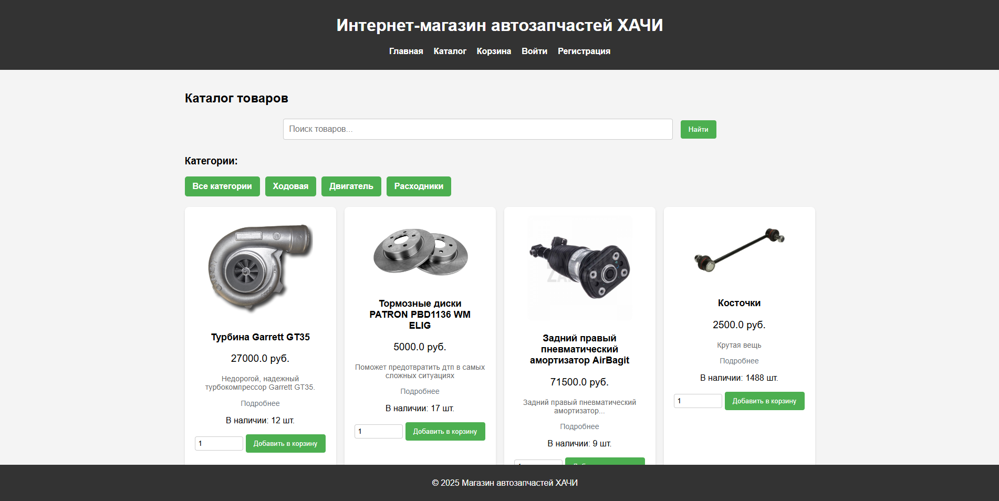 Интернет-магазин автозапчастей ХАЧИ
Главная Каталог Корзина Войти Регистрация
Каталог товаров
Поиск товаров...
Найти
Категории:
Все категории
Ходовая
Двигатель
Расходники
Турбина Garrett GT35
27000.0 руб.
Недорогой, надежный
турбокомпрессор Garrett GT35.
Подробнее
В наличии: 12 шт.
1
Добавить в корзину
Тормозные диски
PATRON PBD1136 WM
ELIG
5000.0 руб.
Поможет предотвратить дтп в самых
сложных ситуациях
Подробнее
В наличии: 17 шт.
1
Добавить в корзину
Задний правый
пневматический
амортизатор AirBagit
71500.0 руб.
Задний правый пневматический
амортизатор...
Подробнее
В наличии: 9 шт.
Косточки
2500.0 руб.
Крутая вещь
Подробнее
В наличии: 1488 шт.
1
Добавить в корзину
© 2025 Магазин автозапчастей ХАЧИ